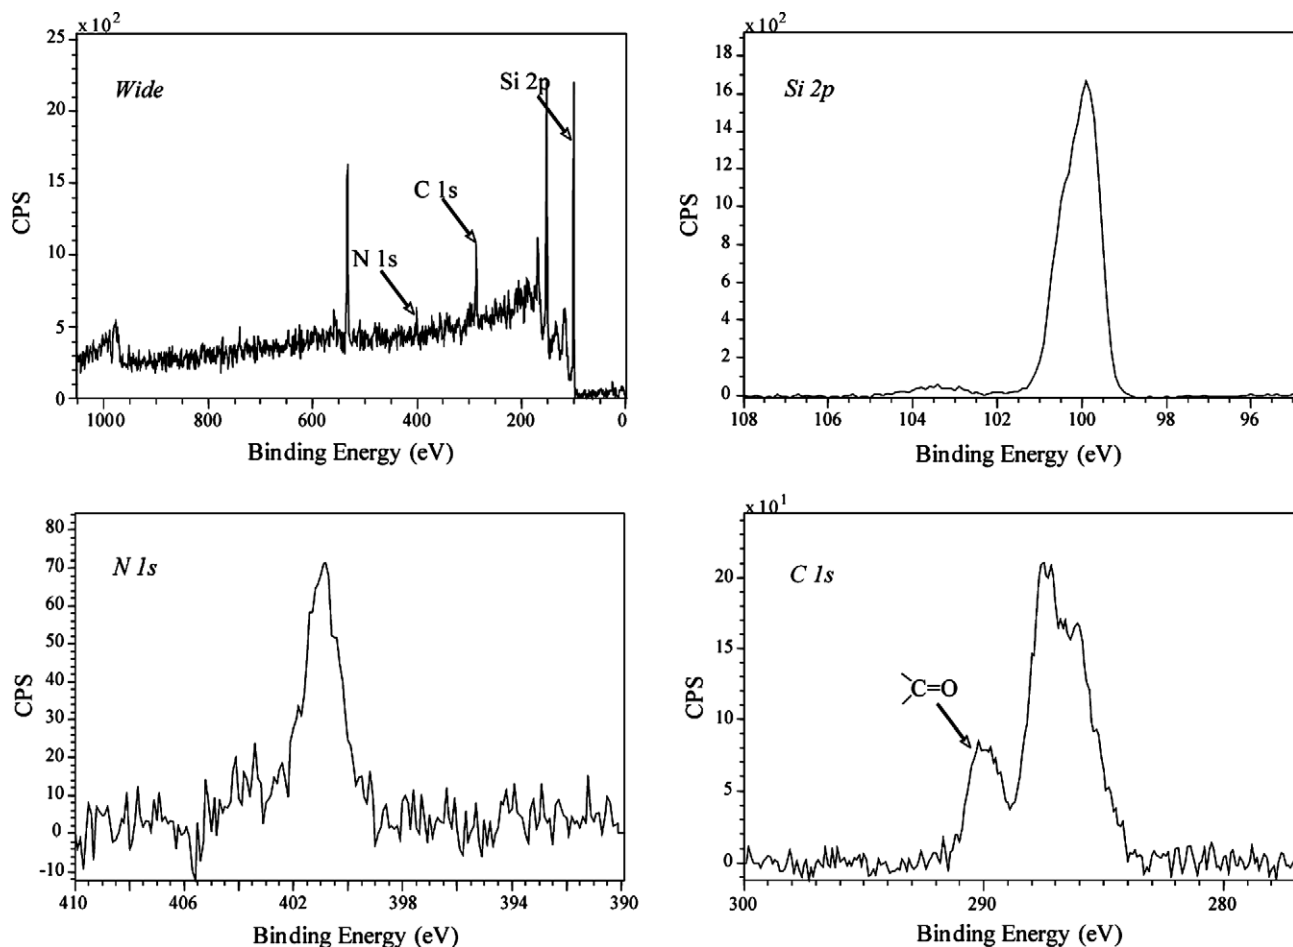 x10²
25
20
15
10
5
0
CPS
Wide
Si 2p
C 1s
N 1s
1000 800 600 400 200 0
Binding Energy (eV)
x10²
18
16
14
12
10
8
6
4
2
0
CPS
Si 2p
108 106 104 102 100 98 96
Binding Energy (eV)
80
70
60
50
40
30
20
10
0
-10
CPS
N 1s
410 406 402 398 394 390
Binding Energy (eV)
x10¹
20
15
10
5
0
CPS
C 1s
C=O
300 290 280
Binding Energy (eV)